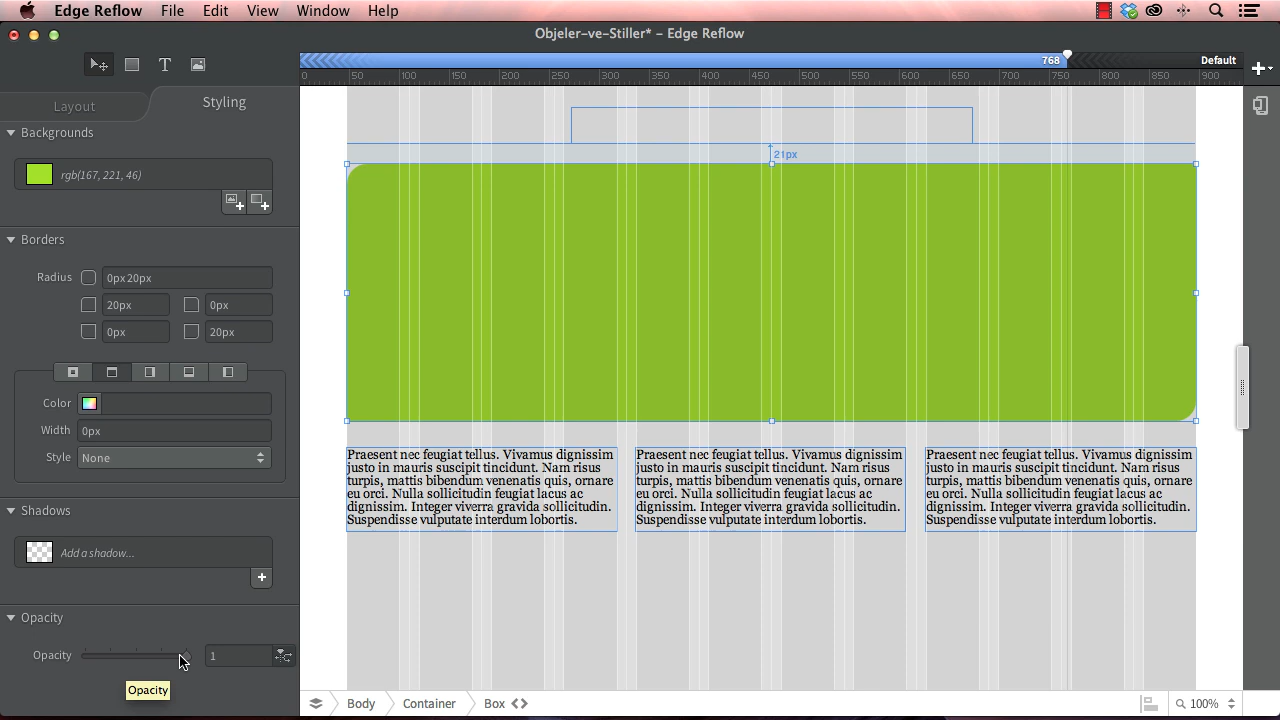 Edge Reflow File Edit View Window Help
Objeler-ve-Stiller* – Edge Reflow
768 Default
0 50 100 150 200 250 300 350 400 450 500 550 600 650 700 750 800 850 900
Layout Styling
Backgrounds
rgb(167, 221, 46)
Borders
Radius 0px 20px
20px 0px
0px 20px
Color
Width 0px
Style None
Shadows
Add a shadow...
Opacity
Opacity 1
Opacity
21px
Praesent nec feugiat tellus. Vivamus dignissim
justo in mauris suscipit tincidunt. Nam risus
turpis, mattis bibendum venenatis quis, ornare
eu orci. Nulla sollicitudin feugiat lacus ac
dignissim. Integer viverra gravida sollicitudin.
Suspendisse vulputate interdum lobortis.
Praesent nec feugiat tellus. Vivamus dignissim
justo in mauris suscipit tincidunt. Nam risus
turpis, mattis bibendum venenatis quis, ornare
eu orci. Nulla sollicitudin feugiat lacus ac
dignissim. Integer viverra gravida sollicitudin.
Suspendisse vulputate interdum lobortis.
Praesent nec feugiat tellus. Vivamus dignissim
justo in mauris suscipit tincidunt. Nam risus
turpis, mattis bibendum venenatis quis, ornare
eu orci. Nulla sollicitudin feugiat lacus ac
dignissim. Integer viverra gravida sollicitudin.
Suspendisse vulputate interdum lobortis.
Body Container Box 100%